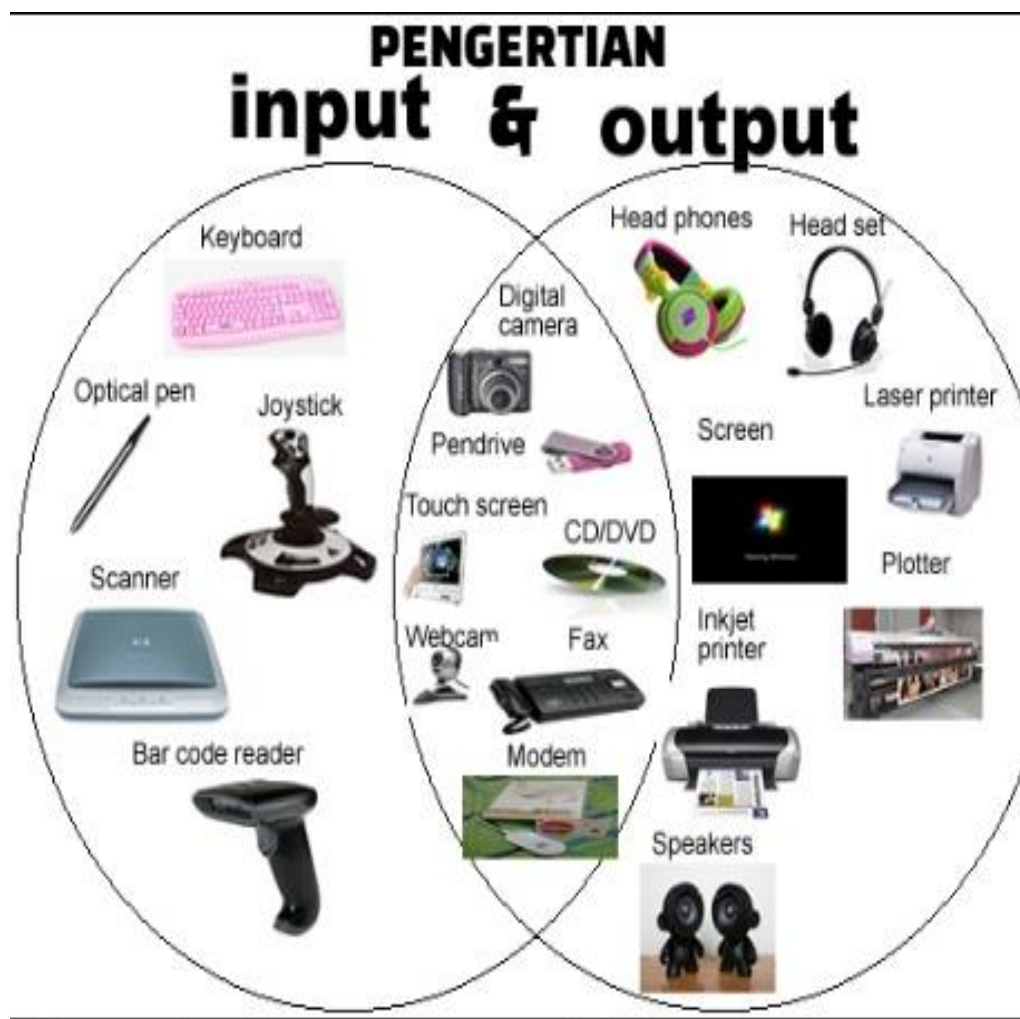 PENGERTIAN
input & output
Keyboard
Optical pen
Joystick
Scanner
Bar code reader
Digital
camera
Pendrive
Touch screen
CD/DVD
Webcam
Fax
Modem
Head phones
Head set
Laser printer
Screen
Plotter
Inkjet
printer
Speakers